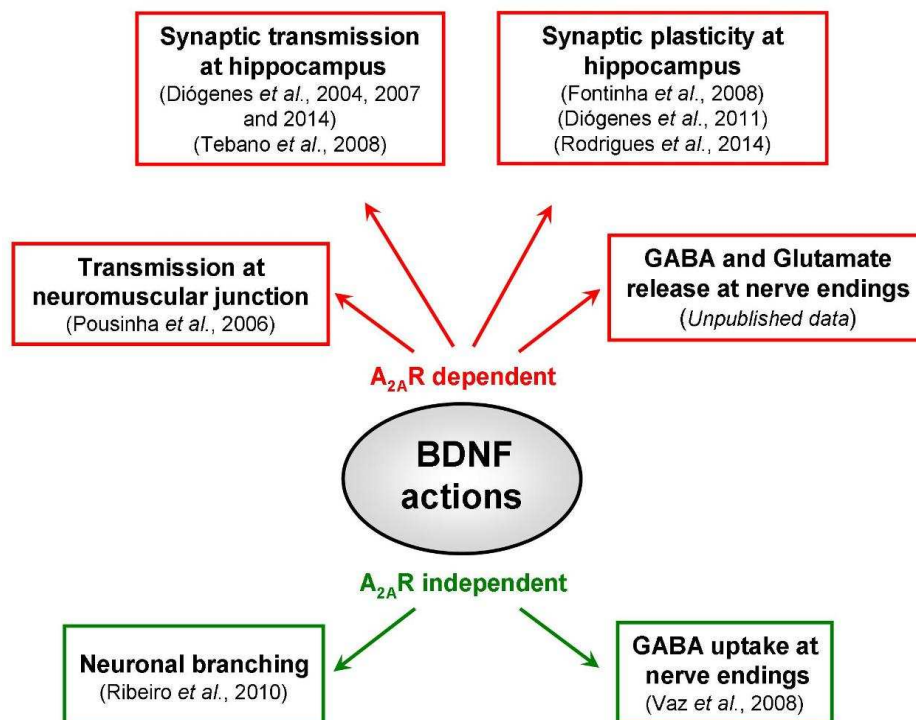 Synaptic transmission
at hippocampus
(Diógenes et al., 2004, 2007
and 2014)
(Tebano et al., 2008)
Synaptic plasticity at
hippocampus
(Fontinha et al., 2008)
(Diógenes et al., 2011)
(Rodrigues et al., 2014)
Transmission at
neuromuscular junction
(Pousinha et al., 2006)
GABA and Glutamate
release at nerve endings
(Unpublished data)
A2AR dependent
BDNF
actions
A2AR independent
Neuronal branching
(Ribeiro et al., 2010)
GABA uptake at
nerve endings
(Vaz et al., 2008)